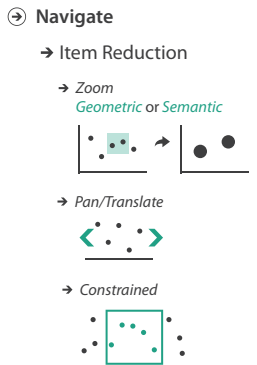 Navigate
Item Reduction
Zoom
Geometric or Semantic
Pan/Translate
Constrained